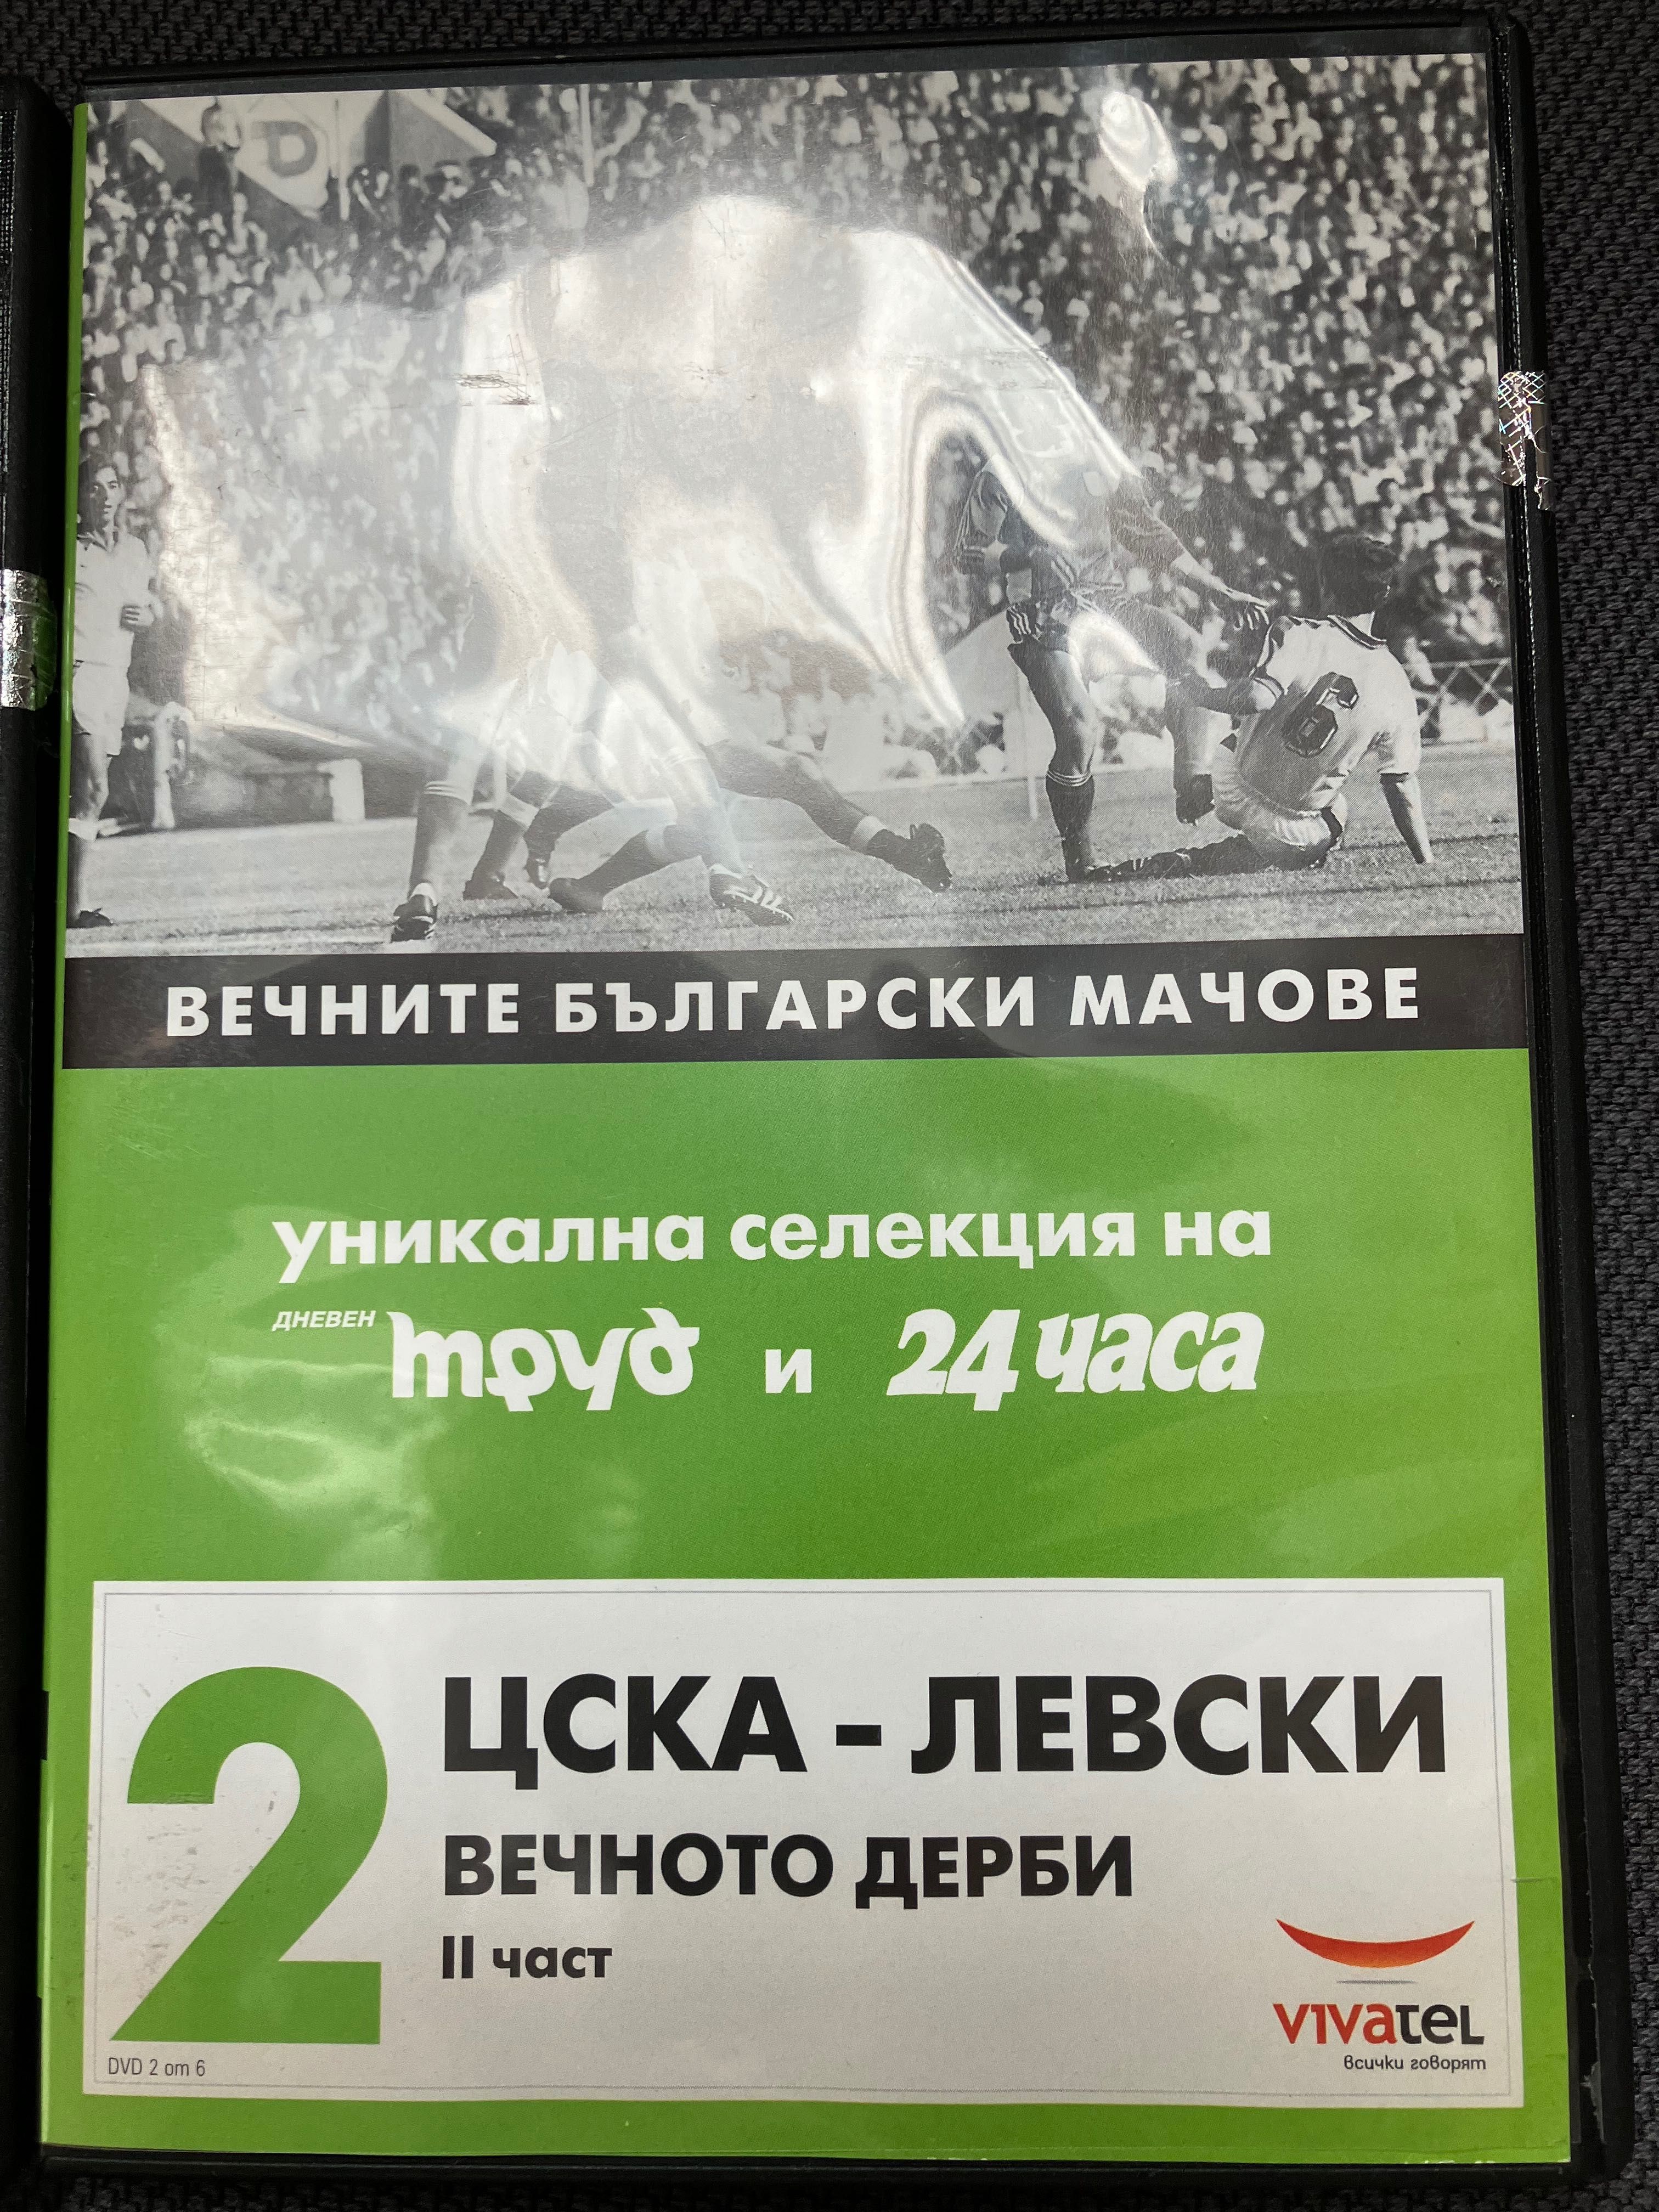 6
ВЕЧНИТЕ БЪЛГАРСКИ МАЧОВЕ
уникална селекция на
ДНЕВЕН труд и 24 часа
2
ЦСКА - ЛЕВСКИ
ВЕЧНОТО ДЕРБИ
II част
vivatel
всички говорят
DVD 2 от 6